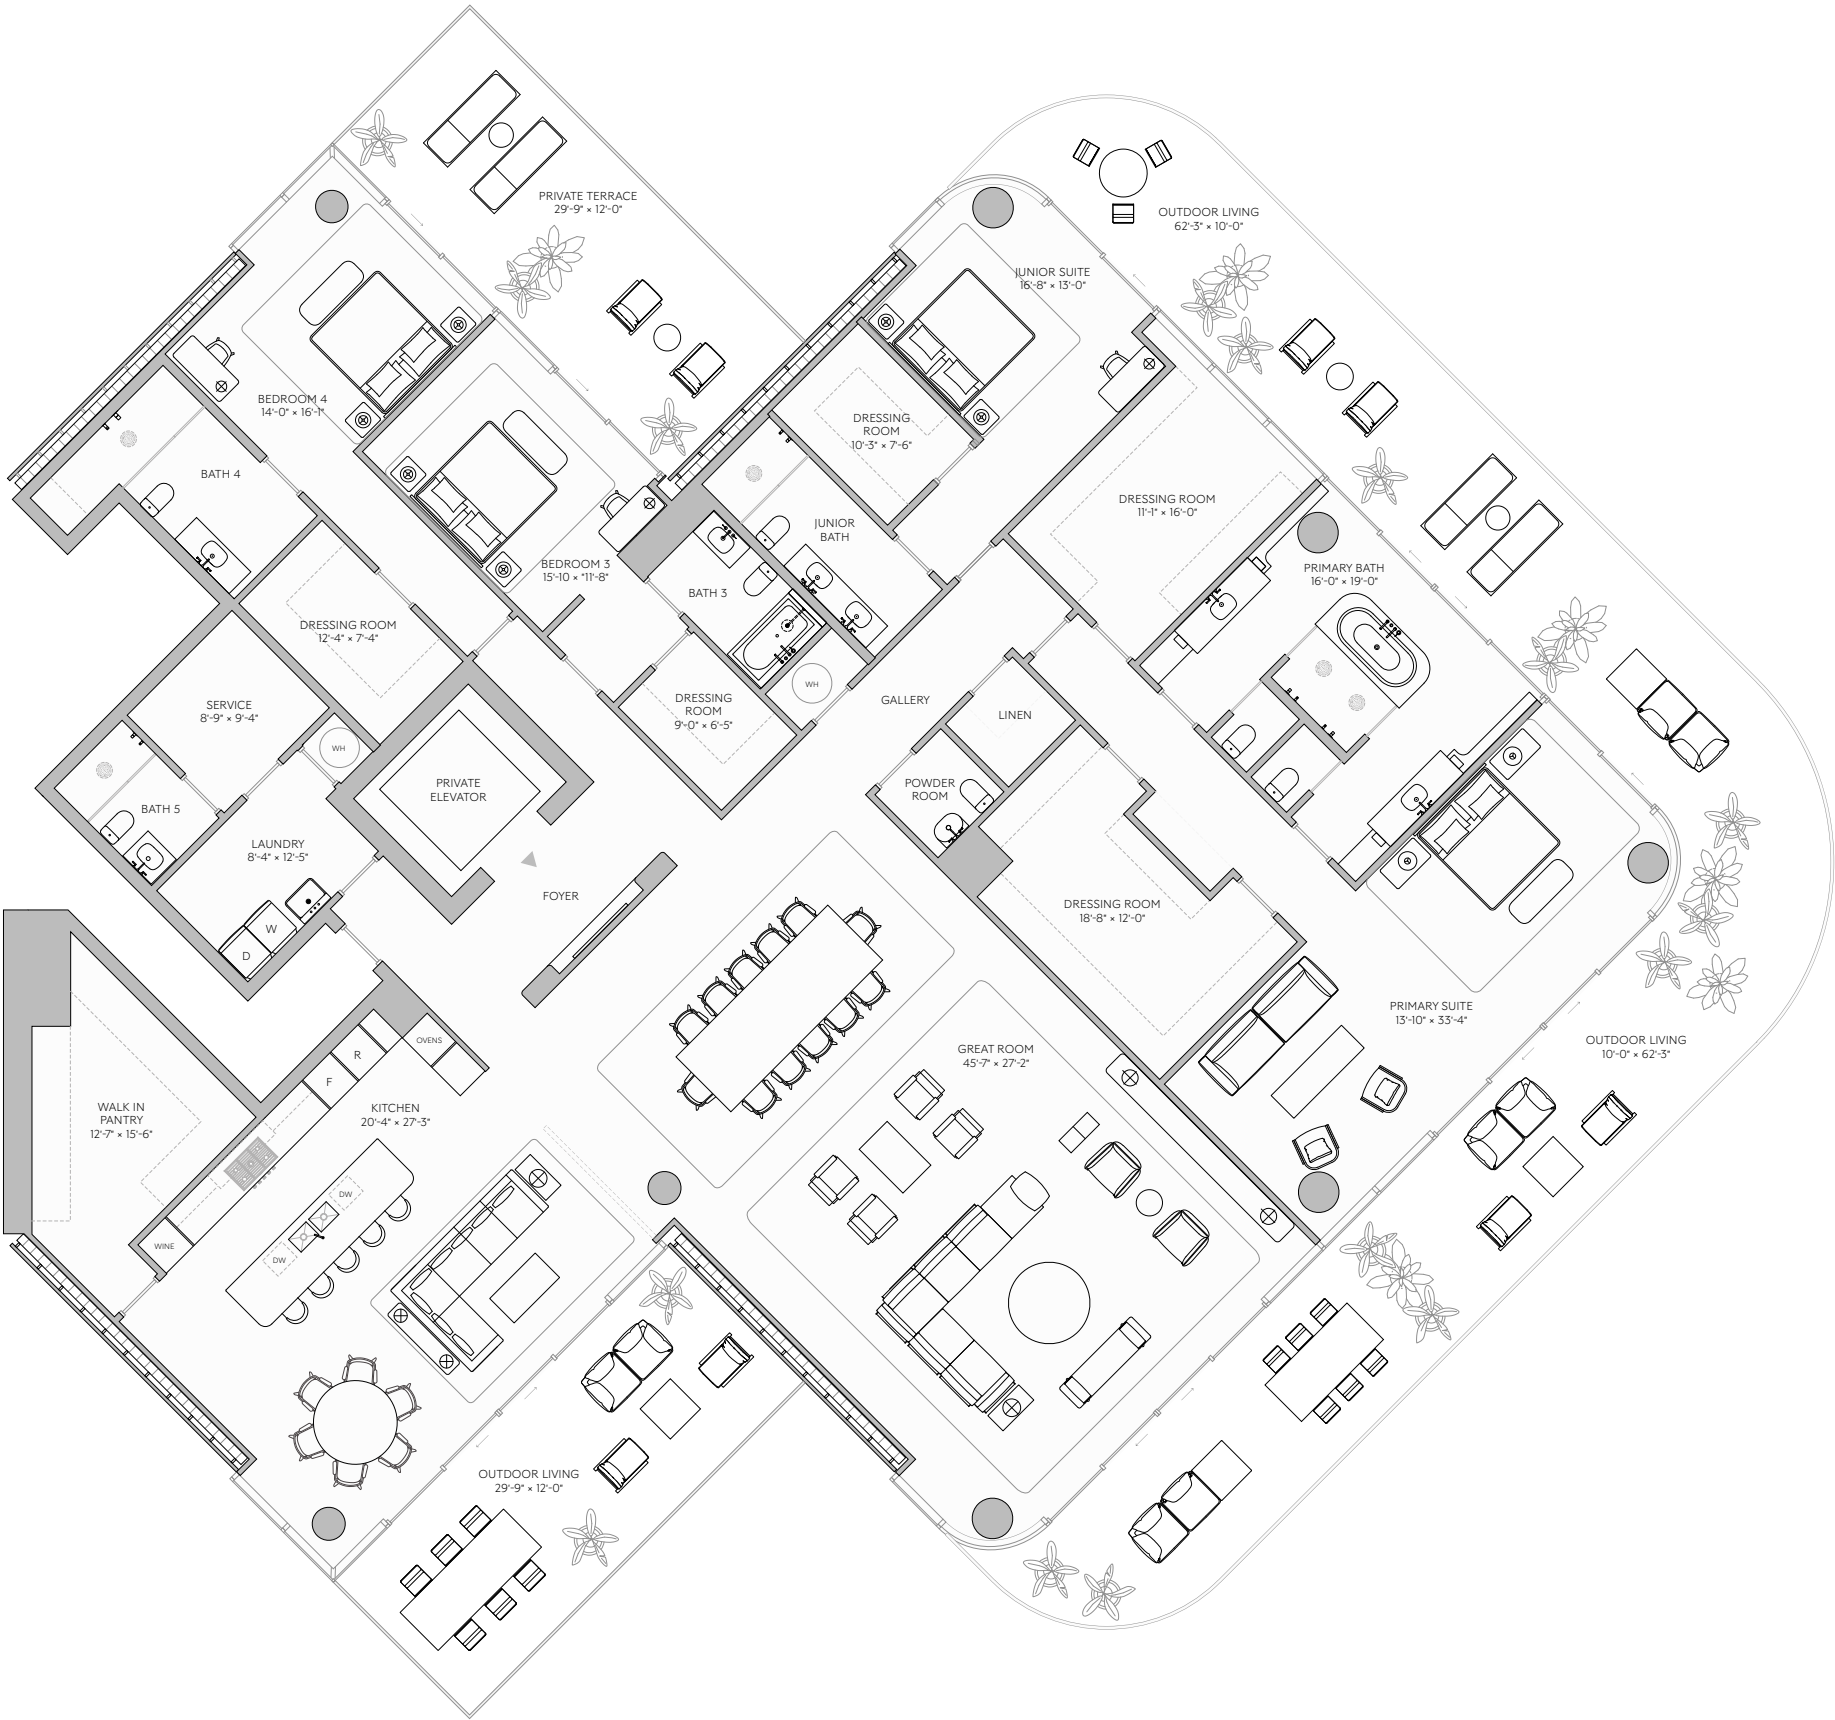 PRIVATE TERRACE
29'-9" × 12'-0"
OUTDOOR LIVING
62'-3" × 10'-0"
JUNIOR SUITE
16'-8" × 13'-0"
BEDROOM 4
14'-0" × 16'-1"
DRESSING
ROOM
10'-3" × 7'-6"
BATH 4
DRESSING ROOM
11'-1" × 16'-0"
JUNIOR
BATH
BEDROOM 3
15'-10 × "11'-8"
PRIMARY BATH
16'-0" × 19'-0"
BATH 3
DRESSING ROOM
12'-4" × 7'-4"
WH
DRESSING
ROOM
9'-0" × 6'-5"
GALLERY
LINEN
SERVICE
8'-9" × 9'-4"
WH
PRIVATE
ELEVATOR
POWDER
ROOM
BATH 5
LAUNDRY
8'-4" × 12'-5"
FOYER
DRESSING ROOM
18'-8" × 12'-0"
W
D
PRIMARY SUITE
13'-10" × 33'-4"
OUTDOOR LIVING
10'-0" × 62'-3"
OVENS
R
F
GREAT ROOM
45'-7" × 27'-2"
WALK IN
PANTRY
12'-7" × 15'-6"
KITCHEN
20'-4" × 27'-3"
DW
WINE
DW
OUTDOOR LIVING
29'-9" × 12'-0"